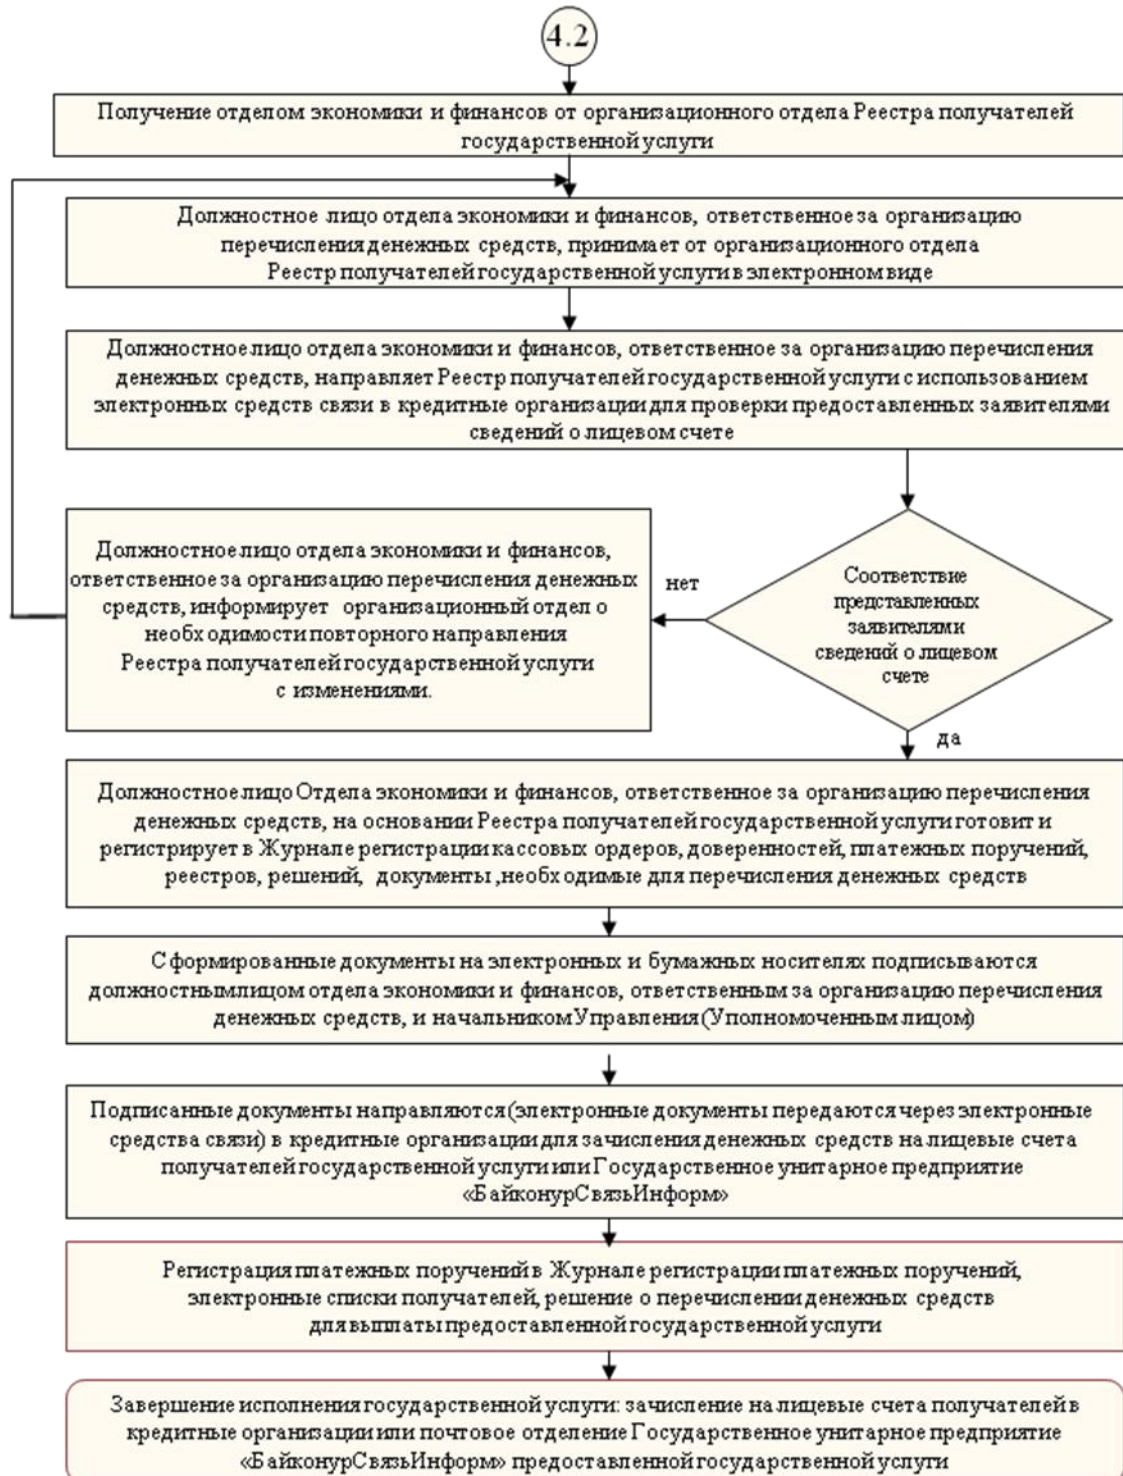 4.2
Получение отделом экономики и финансов от организационного отдела Реестра получателей
государственной услуги
Должностное лицо отдела экономики и финансов, ответственное за организацию
перечисления денежных средств, принимает от организационного отдела
Реестр получателей государственной услуги в электронном виде
Должностное лицо отдела экономики и финансов, ответственное за организацию перечисления
денежных средств, направляет Реестр получателей государственной услуги с использованием
электронных средств связи в кредитные организации для проверки предоставленных заявителями
сведений о лицевом счете
Должностное лицо отдела экономики и финансов,
ответственное за организацию перечисления денежных
средств, информирует организационный отдел о
необходимости повторного направления
Реестра получателей государственной услуги
с изменениями.
нет
Соответствие
представленных
заявителями
сведений о лицевом
счете
да
Должностное лицо Отдела экономики и финансов, ответственное за организацию перечисления
денежных средств, на основании Реестра получателей государственной услуги готовит и
регистрирует в Журнале регистрации кассовых ордеров, доверенностей, платежных поручений,
реестров, решений, документы ,необходимые для перечисления денежных средств
Сформированные документы на электронных и бумажных носителях подписываются
должностным лицом отдела экономики и финансов, ответственным за организацию перечисления
денежных средств, и начальником Управления (Уполномоченным лицом)
Подписанные документы направляются (электронные документы передаются через электронные
средства связи) в кредитные организации для зачисления денежных средств на лицевые счета
получателей государственной услуги или Государственное унитарное предприятие
«БайконурСвязьИнформ»
Регистрация платежных поручений в Журнале регистрации платежных поручений,
электронные списки получателей, решение о перечислении денежных средств
для выплаты предоставленной государственной услуги
Завершение исполнения государственной услуги: зачисление на лицевые счета получателей в
кредитные организации или почтовое отделение Государственное унитарное предприятие
«БайконурСвязьИнформ» предоставленной государственной услуги